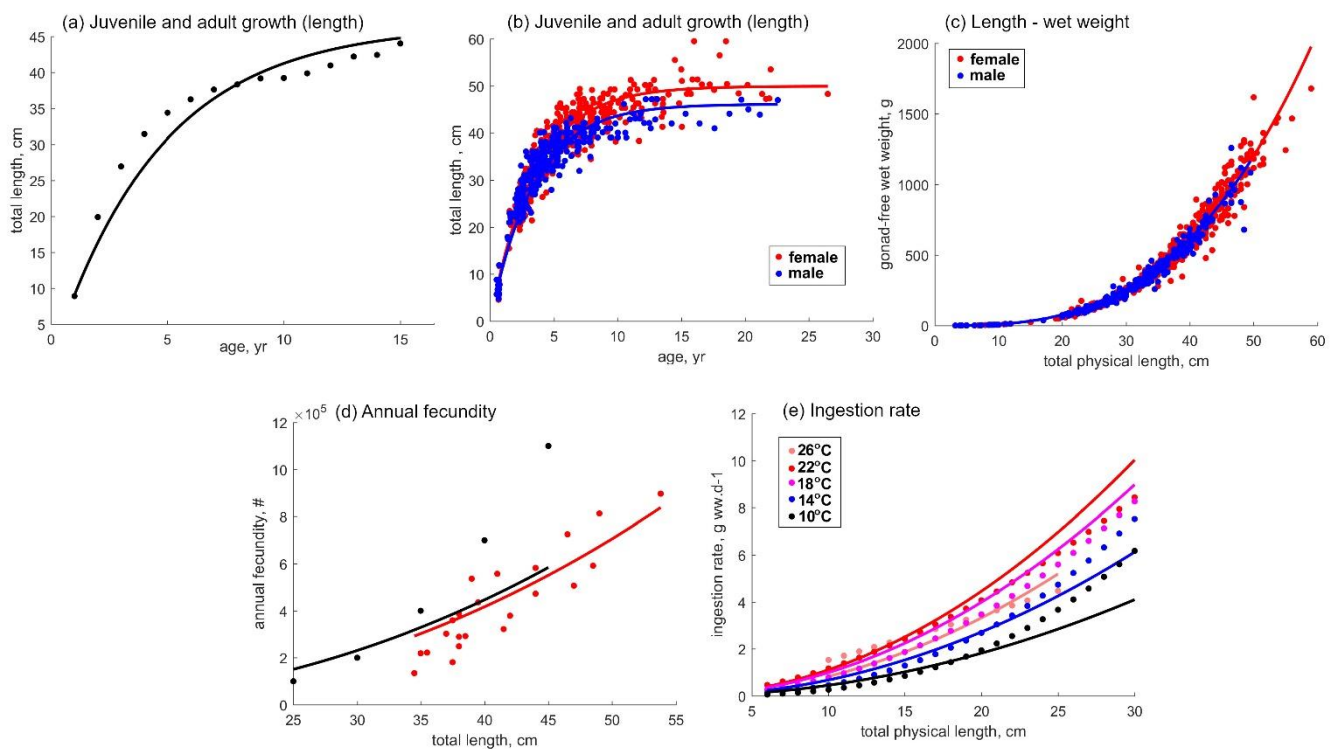 (a) Juvenile and adult growth (length)
total length, cm
45
40
35
30
25
20
15
10
5
0
5
10
15
age, yr
(b) Juvenile and adult growth (length)
total length , cm
60
50
40
30
20
10
0
0
5
10
15
20
25
30
age, yr
female
male
(c) Length - wet weight
gonad-free wet weight, g
2000
1500
1000
500
0
0
10
20
30
40
50
60
total physical length, cm
female
male
(d) Annual fecundity
×10⁵
annual fecundity, #
12
10
8
6
4
2
0
25
30
35
40
45
50
55
total length, cm
(e) Ingestion rate
ingestion rate, g ww.d-1
12
10
8
6
4
2
0
5
10
15
20
25
30
total physical length, cm
26°C
22°C
18°C
14°C
10°C